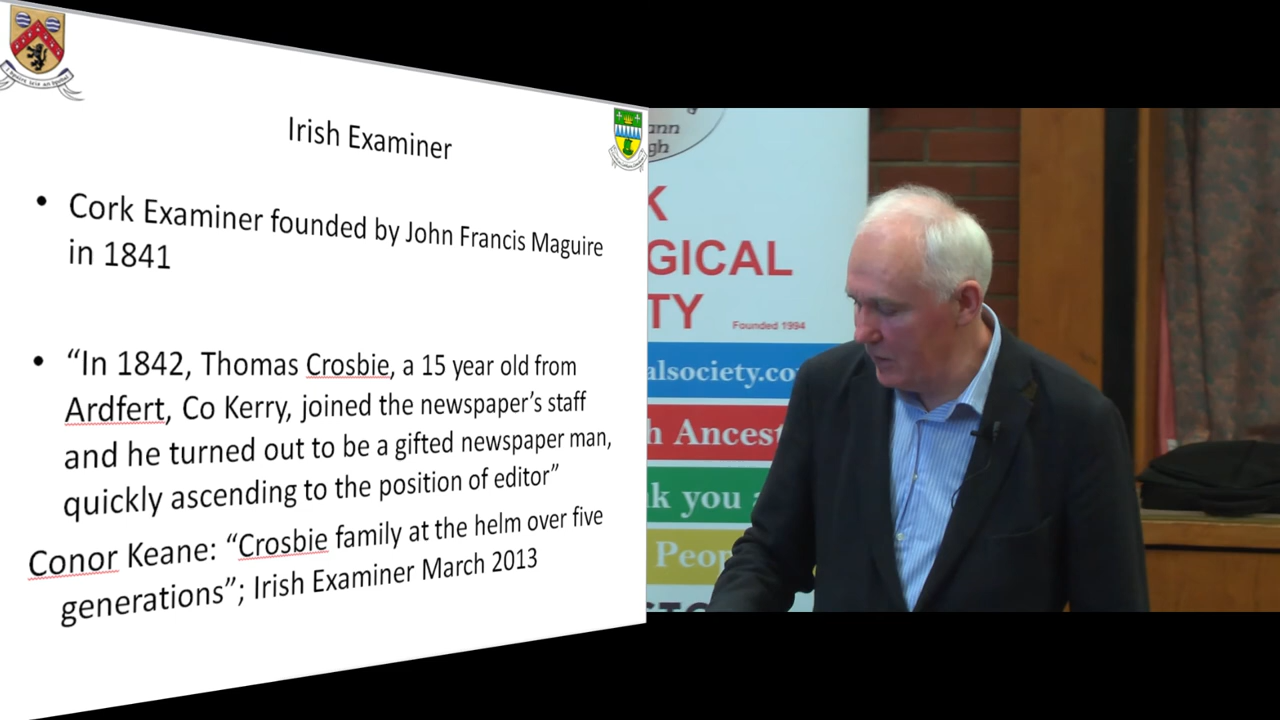 Irish Examiner
• Cork Examiner founded by John Francis Maguire
in 1841
• “In 1842, Thomas Crosbie, a 15 year old from
Ardfert, Co Kerry, joined the newspaper’s staff
and he turned out to be a gifted newspaper man,
quickly ascending to the position of editor”
Conor Keane: “Crosbie family at the helm over five
generations”; Irish Examiner March 2013
ann
gh
K
GICAL
TY
Founded 1994
alsociety.co
h Ancest
k you a
Peop